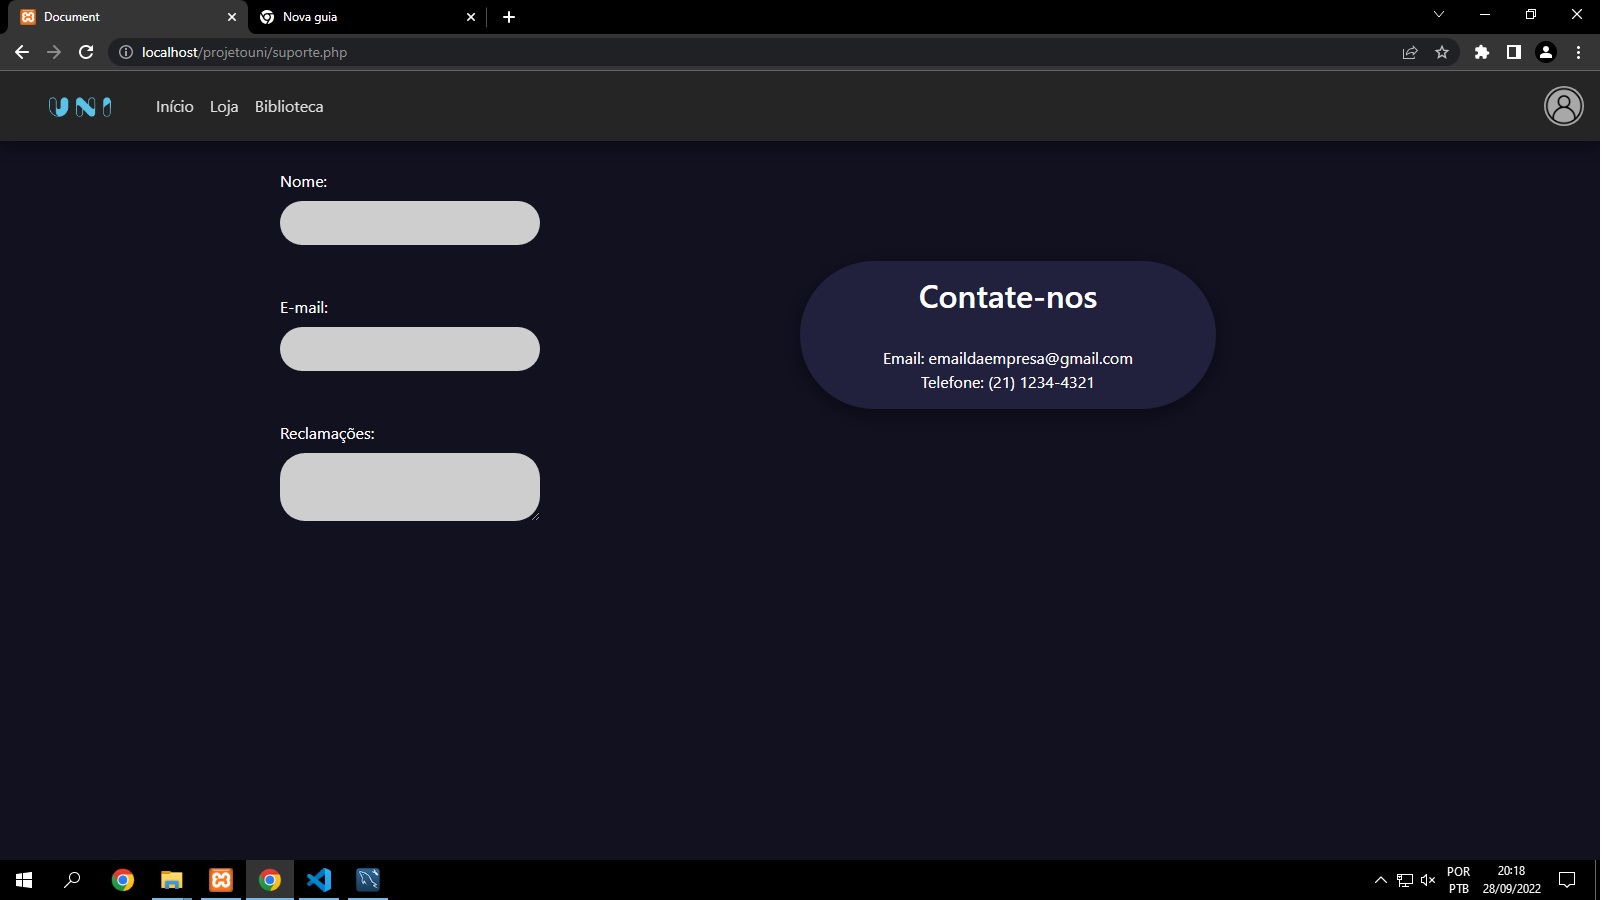 Document
Nova guia
localhost/projetouni/suporte.php
UNI
Início Loja Biblioteca
Nome:
E-mail:
Reclamações:
Contate-nos
Email: emaildaempresa@gmail.com
Telefone: (21) 1234-4321
POR
PTB
20:18
28/09/2022